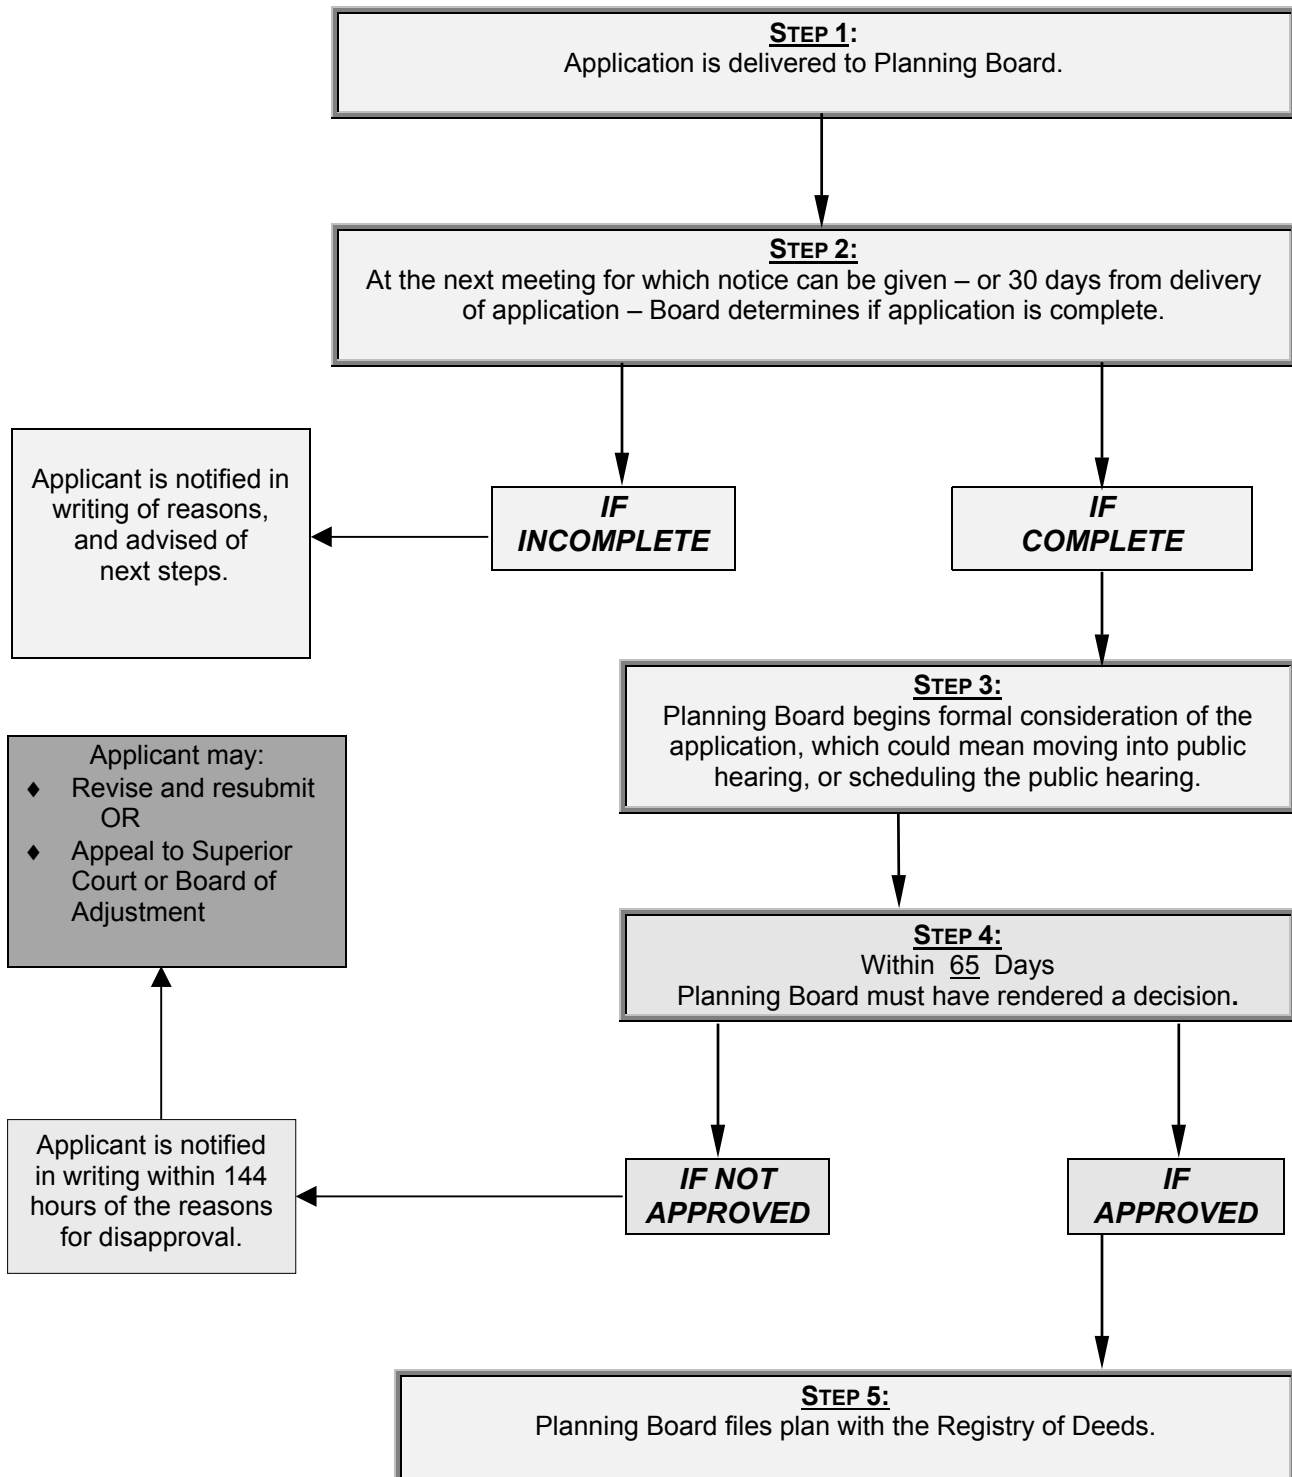 STEP 1:
Application is delivered to Planning Board.
STEP 2:
At the next meeting for which notice can be given – or 30 days from delivery
of application – Board determines if application is complete.
Applicant is notified in
writing of reasons,
and advised of
next steps.
IF
INCOMPLETE
IF
COMPLETE
STEP 3:
Planning Board begins formal consideration of the
application, which could mean moving into public
hearing, or scheduling the public hearing.
Applicant may:
♦ Revise and resubmit
OR
♦ Appeal to Superior
Court or Board of
Adjustment
STEP 4:
Within 65 Days
Planning Board must have rendered a decision.
Applicant is notified
in writing within 144
hours of the reasons
for disapproval.
IF NOT
APPROVED
IF
APPROVED
STEP 5:
Planning Board files plan with the Registry of Deeds.